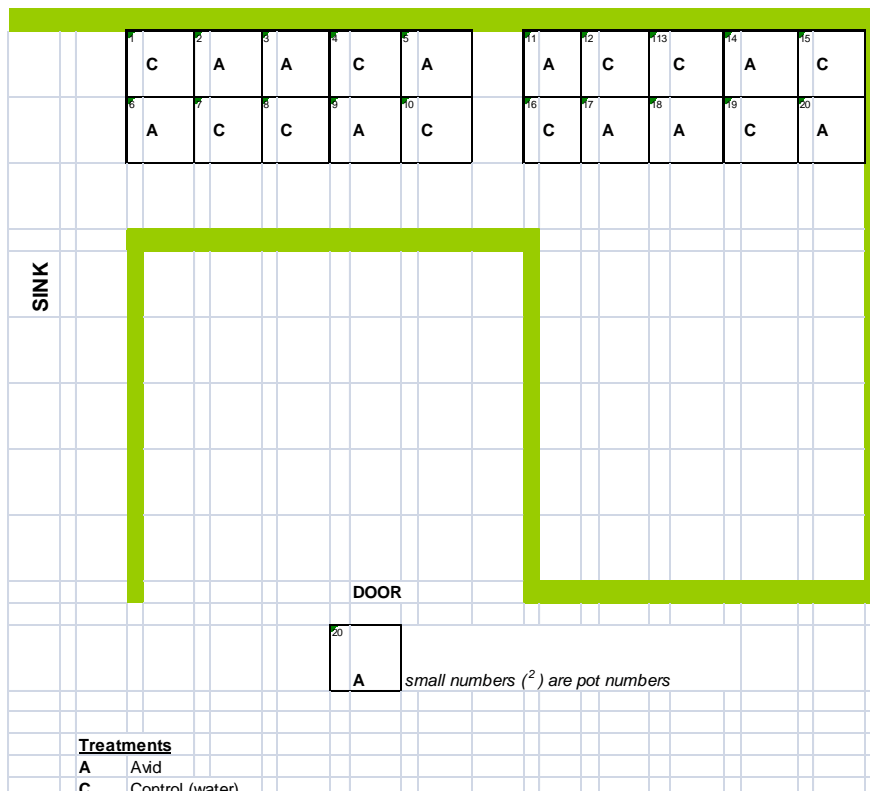 1 2 3 4 5 11 12 113 14 15
C A A C A A C C A C
6 7 8 9 10 16 17 18 19 20
A C C A C C A A C A
SINK
DOOR
20
A small numbers (2) are pot numbers
Treatments
A Avid
C Control (water)